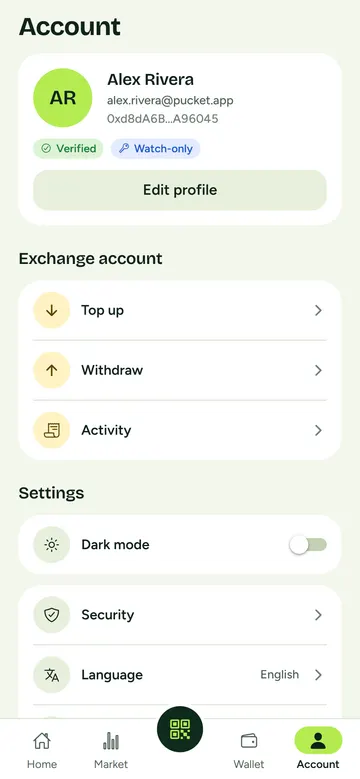 Account
AR
Alex Rivera
alex.rivera@pucket.app
0xd8dA6B...A96045
Verified
Watch-only
Edit profile
Exchange account
Top up
Withdraw
Activity
Settings
Dark mode
Security
Language
English
Home
Market
Wallet
Account